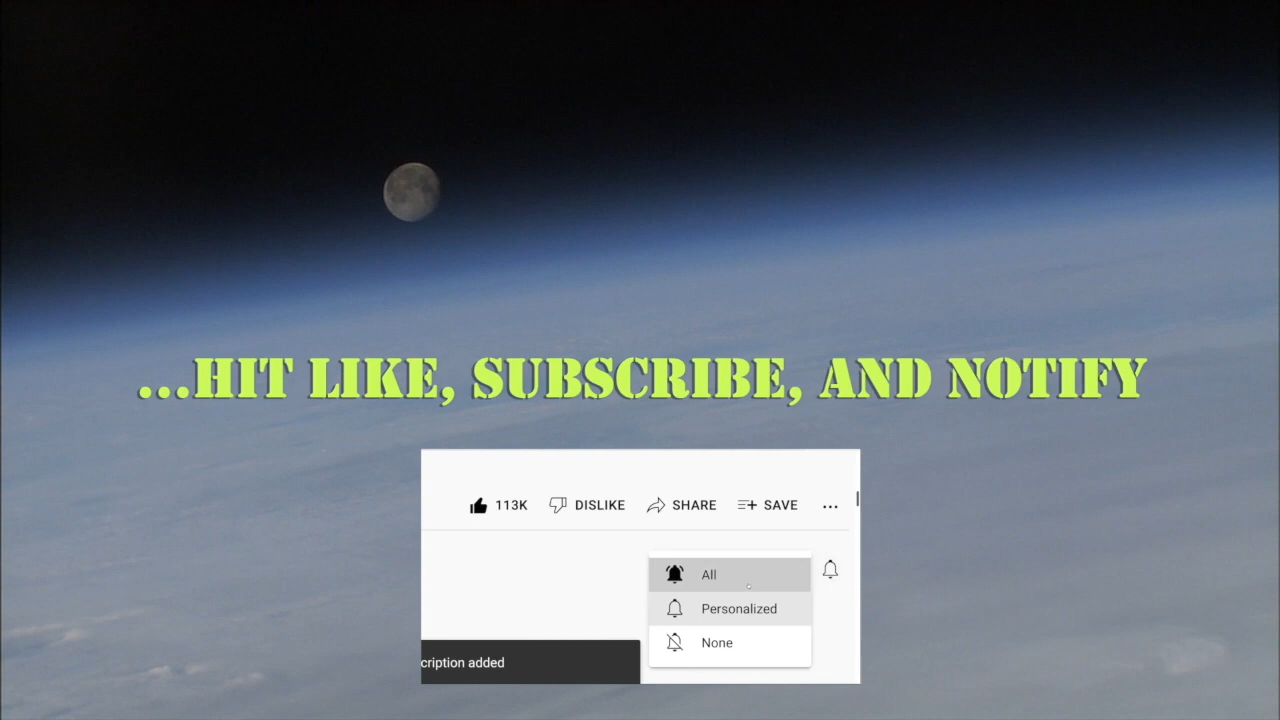 ...HIT LIKE, SUBSCRIBE, AND NOTIFY
113K DISLIKE SHARE SAVE ...
All
Personalized
None
cription added